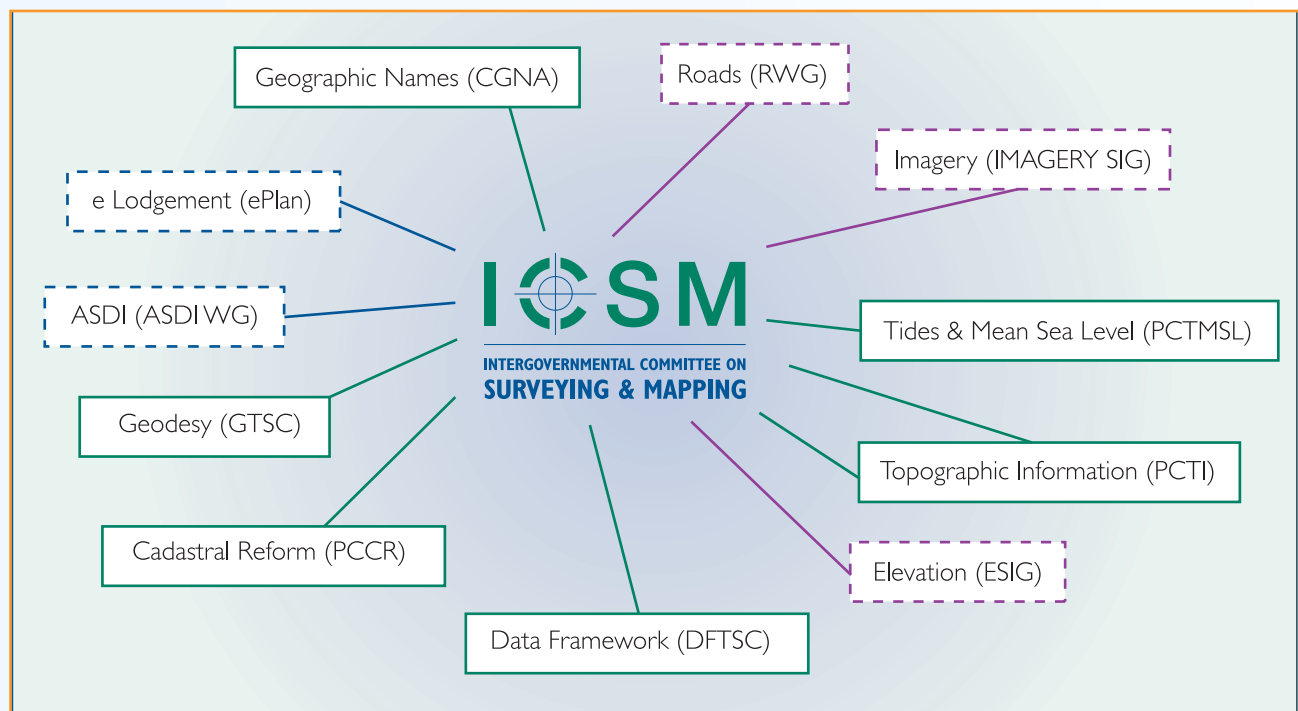 Geographic Names (CGNA)
Roads (RWG)
Imagery (IMAGERY SIG)
e Lodgement (ePlan)
ASDI (ASDI WG)
ICSM
INTERGOVERNMENTAL COMMITTEE ON
SURVEYING & MAPPING
Tides & Mean Sea Level (PCTMSL)
Geodesy (GTSC)
Topographic Information (PCTI)
Cadastral Reform (PCCR)
Elevation (ESIG)
Data Framework (DFTSC)